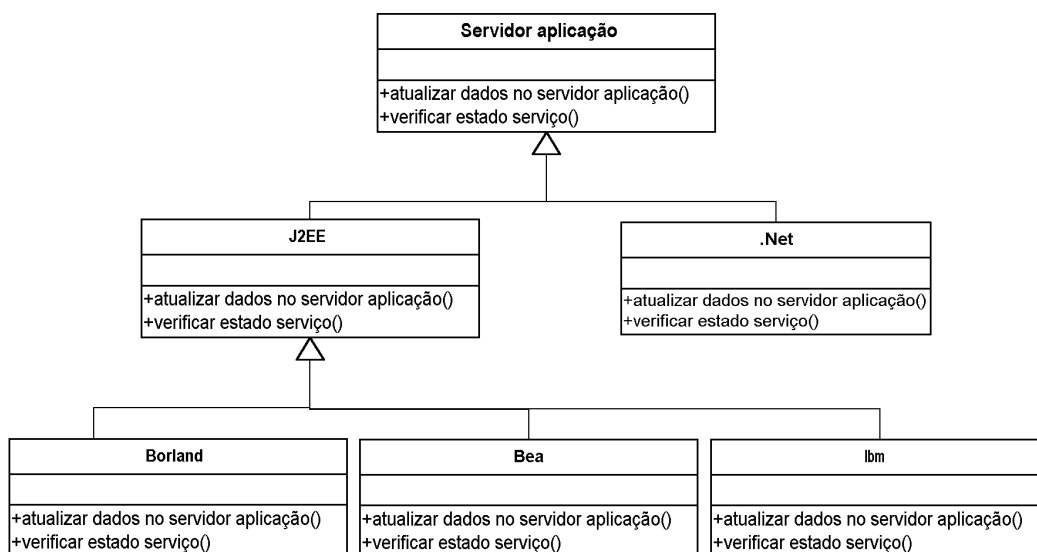 Servidor aplicação
+atualizar dados no servidor aplicação()
+verificar estado serviço()
J2EE
+atualizar dados no servidor aplicação()
+verificar estado serviço()
.Net
+atualizar dados no servidor aplicação()
+verificar estado serviço()
Borland
+atualizar dados no servidor aplicação()
+verificar estado serviço()
Bea
+atualizar dados no servidor aplicação()
+verificar estado serviço()
Ibm
+atualizar dados no servidor aplicação()
+verificar estado serviço()